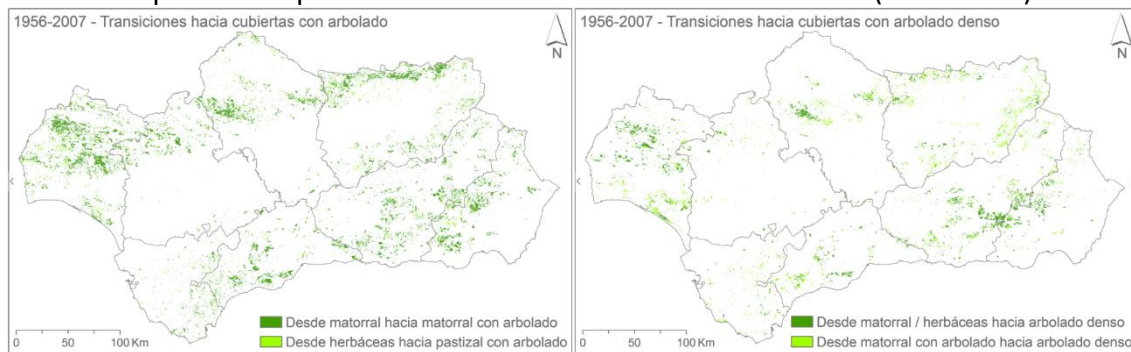 1956-2007 - Transiciones hacia cubiertas con arbolado
N
0 50 100 Km
Desde matorral hacia matorral con arbolado
Desde herbáceas hacia pastizal con arbolado
1956-2007 - Transiciones hacia cubiertas con arbolado denso
N
0 50 100 Km
Desde matorral / herbáceas hacia arbolado denso
Desde matorral con arbolado hacia arbolado denso